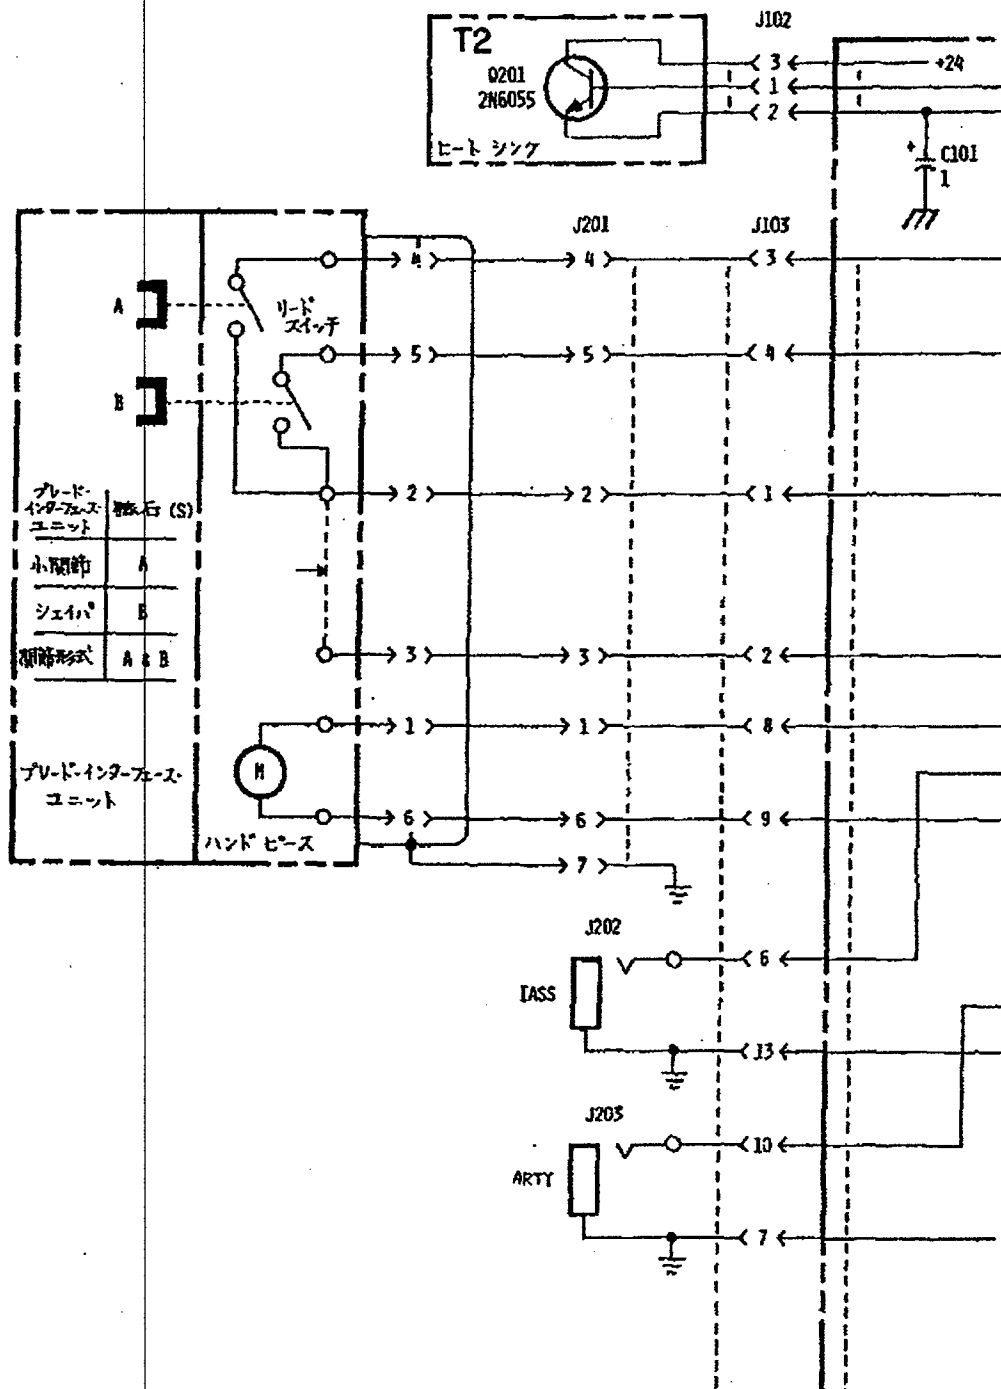 J102
T2
Q201
2N6055
3
+24
1
2
ヒート シンク
+
C101
1
J201
J103
4
4
3
A
リード
スイッチ
5
5
4
B
2
2
1
ブレード・
インターフェース・
ユニット
磁石(S)
小関節
A
シェイバ
B
関節形式
A & B
3
3
2
1
1
8
M
ブレード・インターフェース・
ユニット
6
6
9
ハンド ピース
7
J202
6
IASS
13
J203
10
ARTY
7